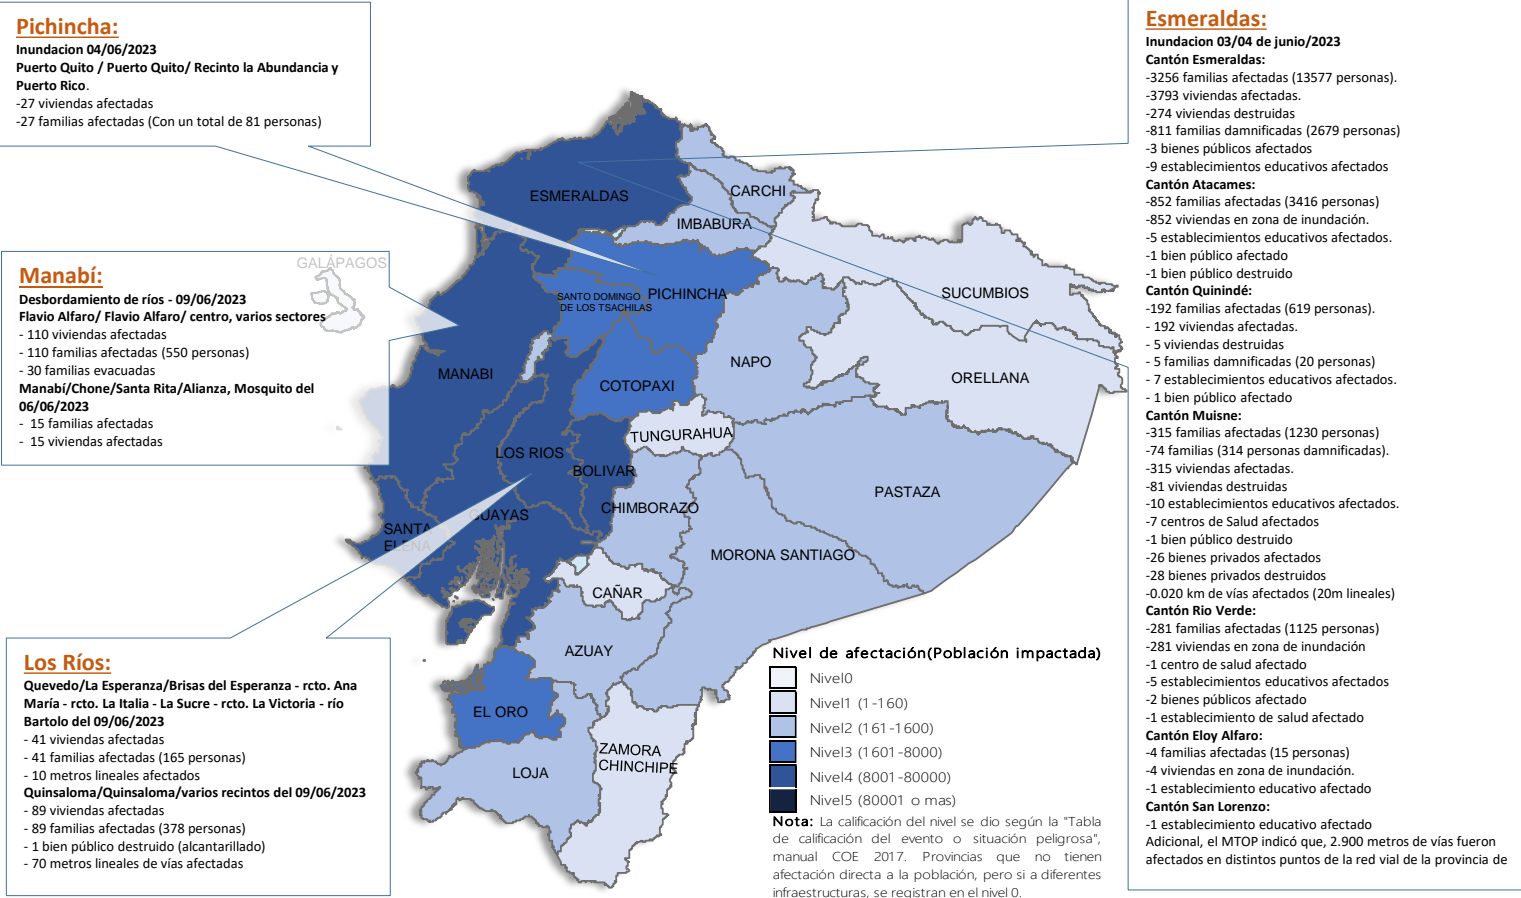 Pichincha:
Inundacion 04/06/2023
Puerto Quito / Puerto Quito/ Recinto la Abundancia y
Puerto Rico.
-27 viviendas afectadas
-27 familias afectadas (Con un total de 81 personas)
Manabí:
Desbordamiento de ríos - 09/06/2023
Flavio Alfaro/ Flavio Alfaro/ centro, varios sectores
- 110 viviendas afectadas
- 110 familias afectadas (550 personas)
- 30 familias evacuadas
Manabí/Chone/Santa Rita/Alianza, Mosquito del
06/06/2023
- 15 familias afectadas
- 15 viviendas afectadas
Los Ríos:
Quevedo/La Esperanza/Brisas del Esperanza - rcto. Ana
María - rcto. La Italia - La Sucre - rcto. La Victoria - río
Bartolo del 09/06/2023
- 41 viviendas afectadas
- 41 familias afectadas (165 personas)
- 10 metros lineales afectados
Quinsaloma/Quinsaloma/varios recintos del 09/06/2023
- 89 viviendas afectadas
- 89 familias afectadas (378 personas)
- 1 bien público destruido (alcantarillado)
- 70 metros lineales de vías afectadas
GALÁPAGOS
ESMERALDAS
CARCHI
IMBABURA
SUCUMBIOS
PICHINCHA
SANTO DOMINGO
DE LOS TSACHILAS
NAPO
ORELLANA
MANABI
COTOPAXI
TUNGURAHUA
LOS RIOS
BOLIVAR
PASTAZA
CHIMBORAZO
GUAYAS
SANTA
ELENA
MORONA SANTIAGO
CAÑAR
AZUAY
EL ORO
ZAMORA
CHINCHIPE
LOJA
Nivel de afectación(Población impactada)
Nivel0
Nivel1 (1-160)
Nivel2 (161-1600)
Nivel3 (1601-8000)
Nivel4 (8001-80000)
Nivel5 (80001 o mas)
Nota: La calificación del nivel se dio según la "Tabla
de calificación del evento o situación peligrosa",
manual COE 2017. Provincias que no tienen
afectación directa a la población, pero si a diferentes
infraestructuras, se registran en el nivel 0.
Esmeraldas:
Inundacion 03/04 de junio/2023
Cantón Esmeraldas:
-3256 familias afectadas (13577 personas).
-3793 viviendas afectadas.
-274 viviendas destruidas
-811 familias damnificadas (2679 personas)
-3 bienes públicos afectados
-9 establecimientos educativos afectados
Cantón Atacames:
-852 familias afectadas (3416 personas)
-852 viviendas en zona de inundación.
-5 establecimientos educativos afectados.
-1 bien público afectado
-1 bien público destruido
Cantón Quinindé:
-192 familias afectadas (619 personas).
- 192 viviendas afectadas.
- 5 viviendas destruidas
- 5 familias damnificadas (20 personas)
- 7 establecimientos educativos afectados.
- 1 bien público afectado
Cantón Muisne:
-315 familias afectadas (1230 personas)
-74 familias (314 personas damnificadas).
-315 viviendas afectadas.
-81 viviendas destruidas
-10 establecimientos educativos afectados.
-7 centros de Salud afectados
-1 bien público destruido
-26 bienes privados afectados
-28 bienes privados destruidos
-0.020 km de vías afectados (20m lineales)
Cantón Rio Verde:
-281 familias afectadas (1125 personas)
-281 viviendas en zona de inundación
-1 centro de salud afectado
-5 establecimientos educativos afectados
-2 bienes públicos afectado
-1 establecimiento de salud afectado
Cantón Eloy Alfaro:
-4 familias afectadas (15 personas)
-4 viviendas en zona de inundación.
-1 establecimiento educativo afectado
Cantón San Lorenzo:
-1 establecimiento educativo afectado
Adicional, el MTOP indicó que, 2.900 metros de vías fueron
afectados en distintos puntos de la red vial de la provincia de